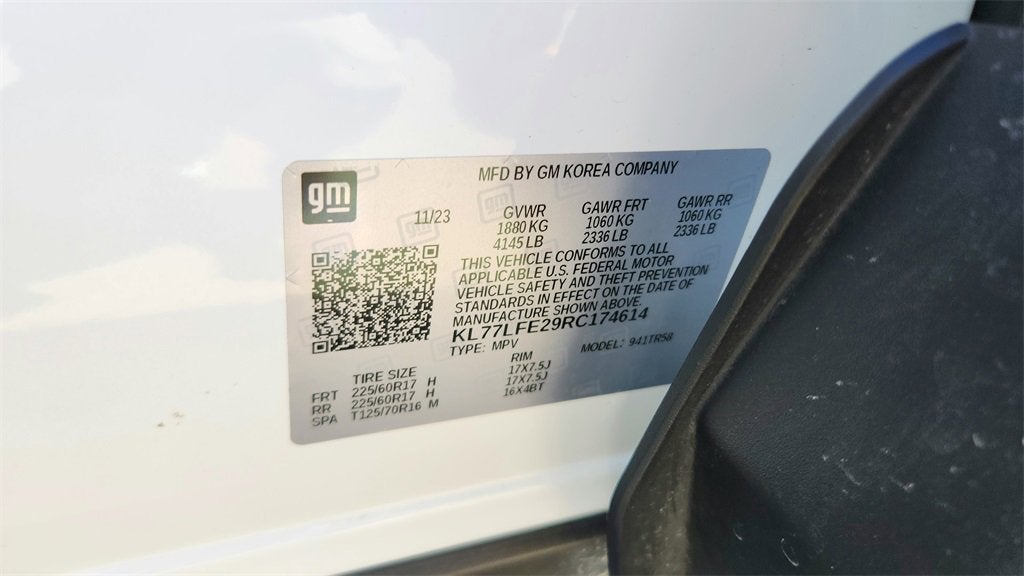 gm
MFD BY GM KOREA COMPANY
11/23 GVWR GAWR FRT GAWR RR
1880 KG 1060 KG 1060 KG
4145 LB 2336 LB 2336 LB
THIS VEHICLE CONFORMS TO ALL
APPLICABLE U.S. FEDERAL MOTOR
VEHICLE SAFETY AND THEFT PREVENTION
STANDARDS IN EFFECT ON THE DATE OF
MANUFACTURE SHOWN ABOVE.
KL77LFE29RC174614
TYPE: MPV MODEL: 941TR58
TIRE SIZE RIM
FRT 225/60R17 H 17X7.5J
RR 225/60R17 H 17X7.5J
SPA T125/70R16 M 16X4BT